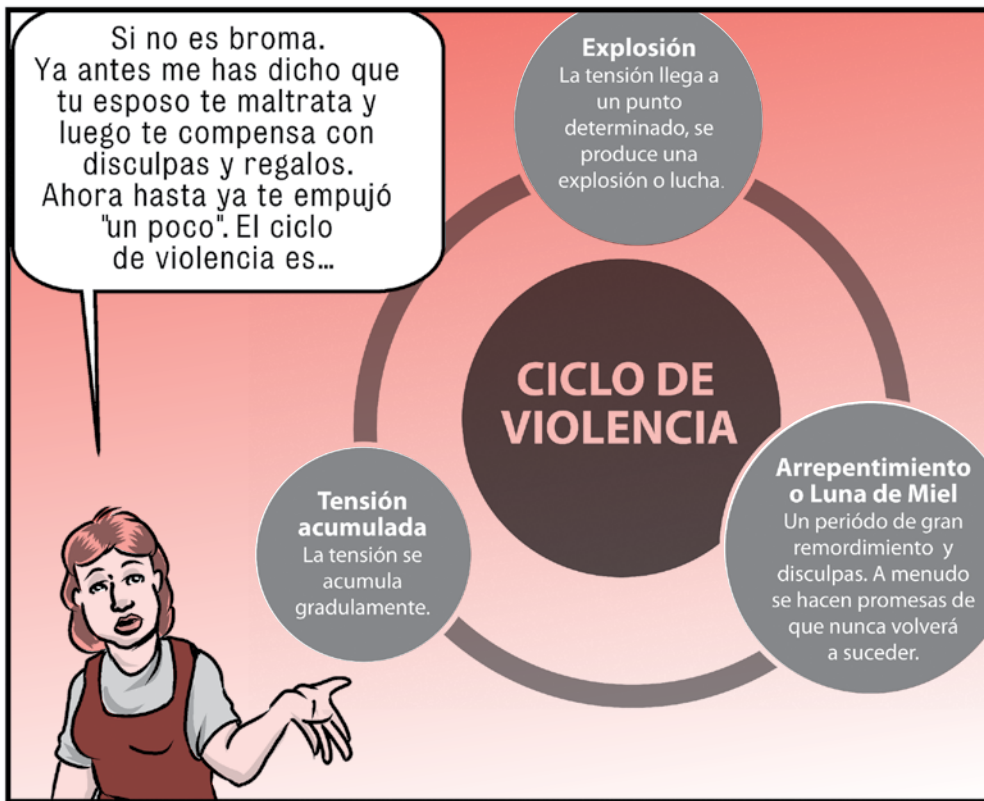 Si no es broma.
Ya antes me has dicho que
tu esposo te maltrata y
luego te compensa con
disculpas y regalos.
Ahora hasta ya te empujó
"un poco". El ciclo
de violencia es...
Explosión
La tensión llega a
un punto
determinado, se
produce una
explosión o lucha.
CICLO DE
VIOLENCIA
Arrepentimiento
o Luna de Miel
Un periódo de gran
remordimiento y
disculpas. A menudo
se hacen promesas de
que nunca volverá
a suceder.
Tensión
acumulada
La tensión se
acumula
gradulamente.